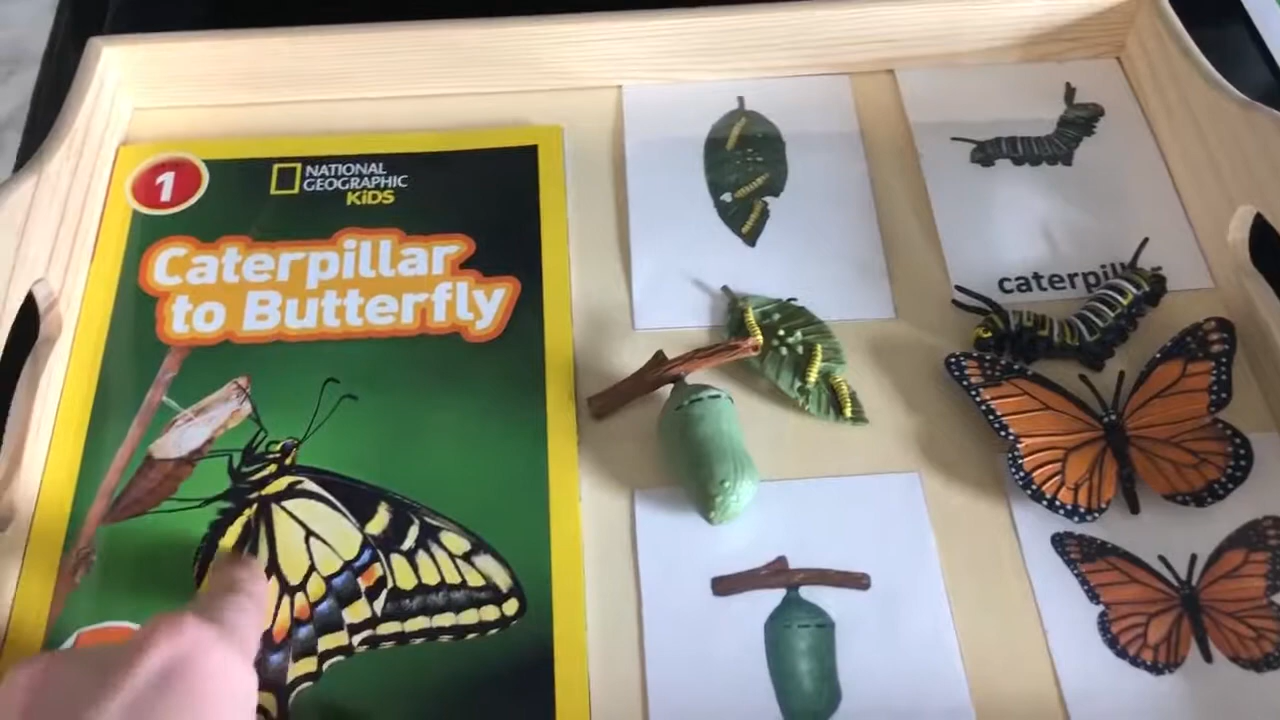 1
NATIONAL
GEOGRAPHIC
KiDS
Caterpillar
to Butterfly